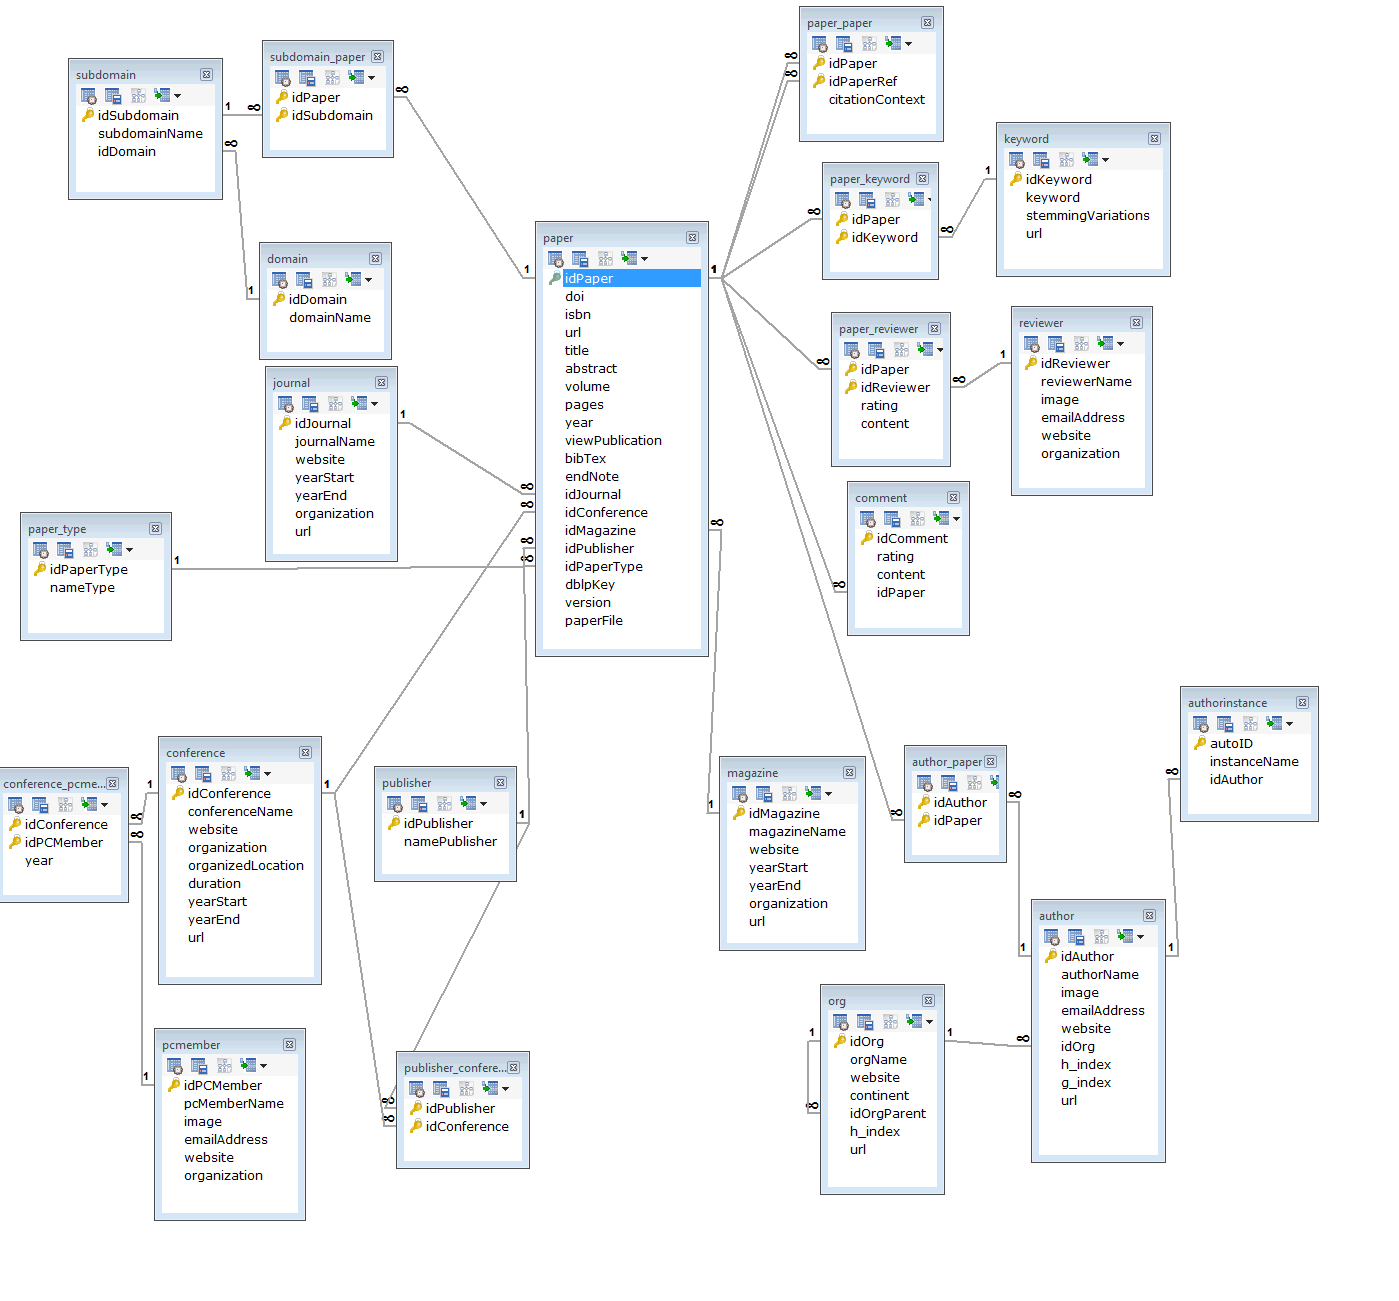 paper_paper
idPaper
idPaperRef
citationContext
subdomain_paper
idPaper
idSubdomain
subdomain
idSubdomain
subdomainName
idDomain
keyword
idKeyword
keyword
stemmingVariations
url
paper_keyword
idPaper
idKeyword
paper
idPaper
doi
isbn
url
title
abstract
volume
pages
year
viewPublication
bibTex
endNote
idJournal
idConference
idMagazine
idPublisher
idPaperType
dblpKey
version
paperFile
domain
idDomain
domainName
reviewer
idReviewer
reviewerName
image
emailAddress
website
organization
paper_reviewer
idPaper
idReviewer
rating
content
journal
idJournal
journalName
website
yearStart
yearEnd
organization
url
comment
idComment
rating
content
idPaper
paper_type
idPaperType
nameType
authorinstance
autoID
instanceName
idAuthor
conference
idConference
conferenceName
website
organization
organizedLocation
duration
yearStart
yearEnd
url
author_paper
idAuthor
idPaper
magazine
idMagazine
magazineName
website
yearStart
yearEnd
organization
url
publisher
idPublisher
namePublisher
conference_pcme...
idConference
idPCMember
year
author
idAuthor
authorName
image
emailAddress
website
idOrg
h_index
g_index
url
org
idOrg
orgName
website
continent
idOrgParent
h_index
url
pcmember
idPCMember
pcMemberName
image
emailAddress
website
organization
publisher_confere...
idPublisher
idConference
1
∞
∞
1
∞
1
∞
∞
1
∞
∞
1
∞
1
1
∞
∞
∞
∞
1
∞
1
∞
∞
1
1
∞
∞
1
1
∞
∞
1
∞
1
∞
1
1
∞
1
∞